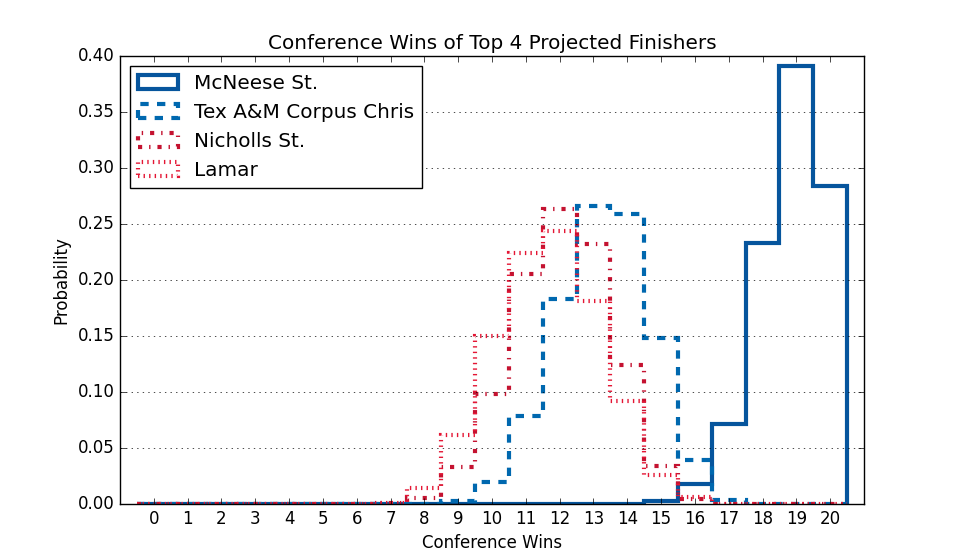 Conference Wins of Top 4 Projected Finishers
0.40
0.35
0.30
0.25
0.20
0.15
0.10
0.05
0.00
Probability
McNeese St.
Tex A&M Corpus Chris
Nicholls St.
Lamar
0 1 2 3 4 5 6 7 8 9 10 11 12 13 14 15 16 17 18 19 20
Conference Wins